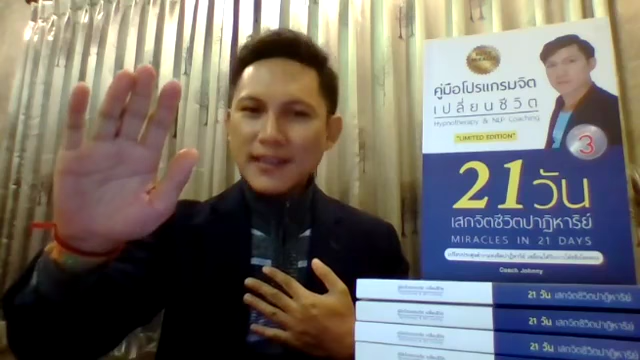 คู่มือโปรแกรมจิต
เปลี่ยนชีวิต
Hypnotherapy & NLP Coaching
"LIMITED EDITION"
3
21 วัน
เสกจิตชีวิตปาฏิหาริย์
MIRACLES IN 21 DAYS
Coach Johnny
21 วัน เสกจิตชีวิตปาฏิหาริย์
21 วัน เสกจิตชีวิตปาฏิหาริย์
21 วัน เสกจิตชีวิตปาฏิหาริย์